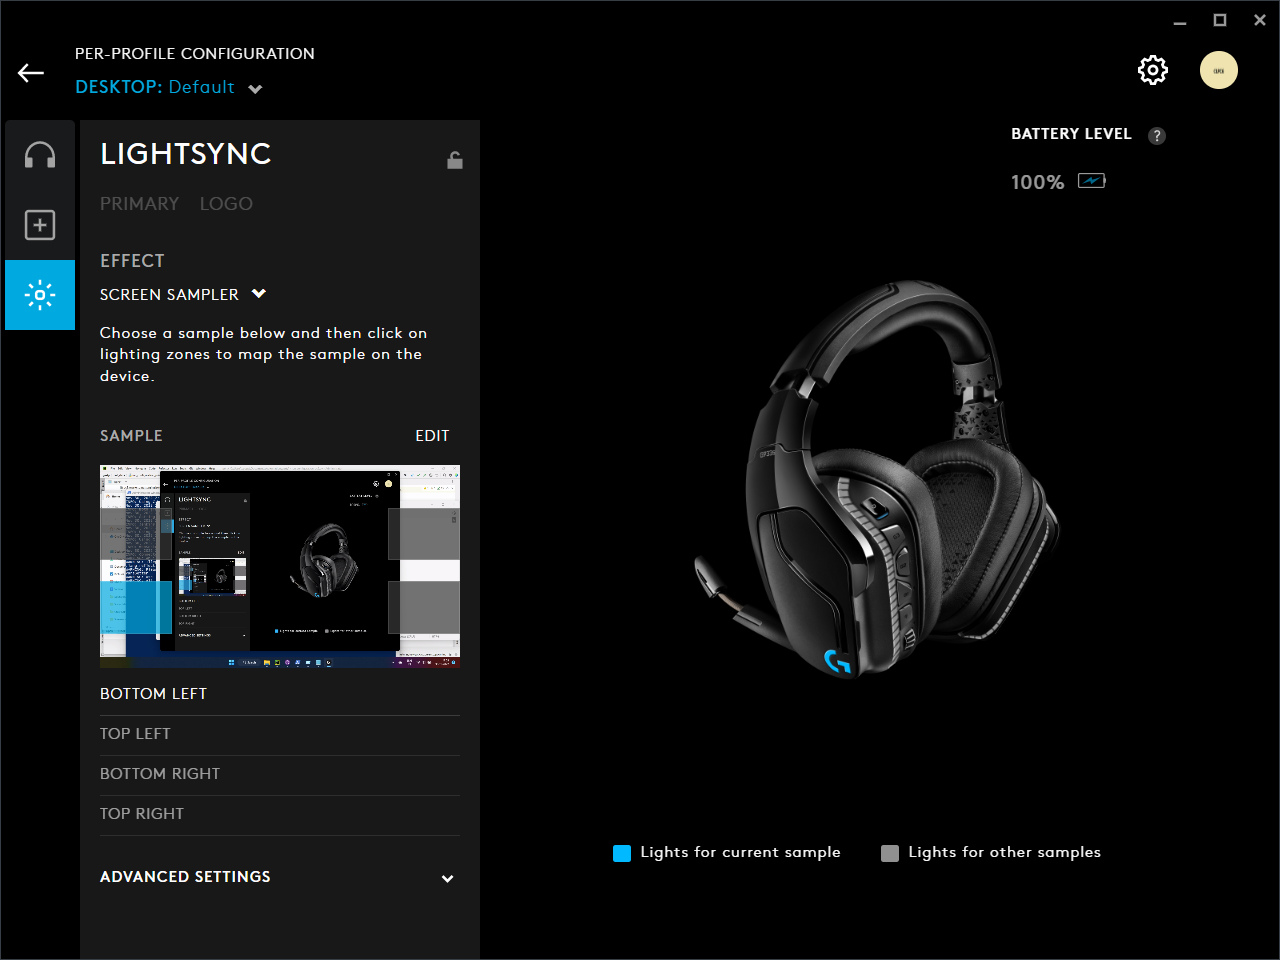 PER-PROFILE CONFIGURATION
DESKTOP: Default
LIGHTSYNC
PRIMARY LOGO
EFFECT
SCREEN SAMPLER
Choose a sample below and then click on
lighting zones to map the sample on the
device.
SAMPLE EDIT
LIGHTSYNC
BOTTOM LEFT
TOP LEFT
BOTTOM RIGHT
TOP RIGHT
ADVANCED SETTINGS
BATTERY LEVEL ?
100%
Lights for current sample
Lights for other samples